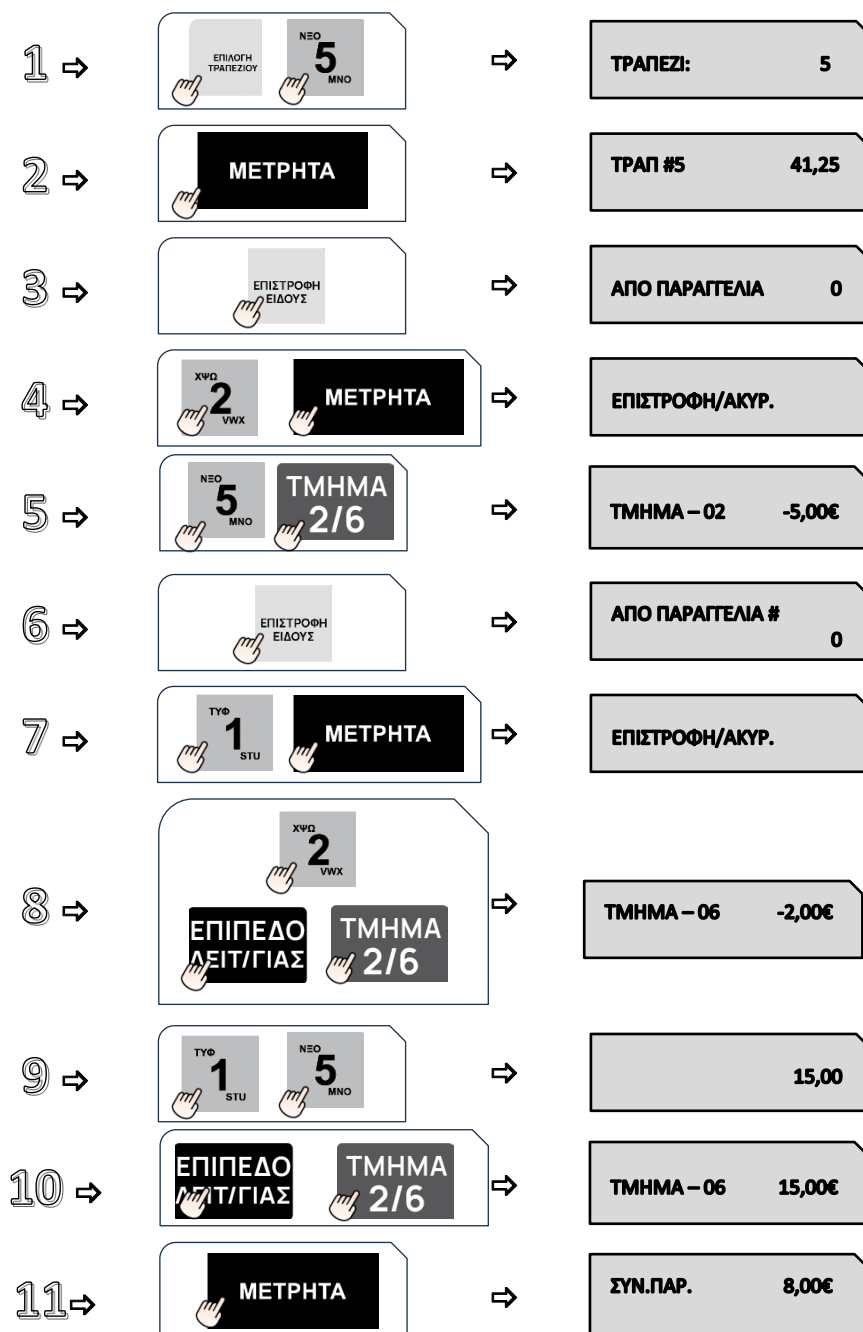 1
ΕΠΙΛΟΓΗ
ΤΡΑΠΕΖΙΟΥ
ΝΞΟ
5
MNO
ΤΡΑΠΕΖΙ: 5
2
ΜΕΤΡΗΤΑ
ΤΡΑΠ #5 41,25
3
ΕΠΙΣΤΡΟΦΗ
ΕΙΔΟΥΣ
ΑΠΟ ΠΑΡΑΓΓΕΛΙΑ 0
4
ΧΨΩ
2
VWX
ΜΕΤΡΗΤΑ
ΕΠΙΣΤΡΟΦΗ/ΑΚΥΡ.
5
ΝΞΟ
5
MNO
ΤΜΗΜΑ
2/6
ΤΜΗΜΑ – 02 -5,00€
6
ΕΠΙΣΤΡΟΦΗ
ΕΙΔΟΥΣ
ΑΠΟ ΠΑΡΑΓΓΕΛΙΑ #
0
7
ΤΥΦ
1
STU
ΜΕΤΡΗΤΑ
ΕΠΙΣΤΡΟΦΗ/ΑΚΥΡ.
8
ΧΨΩ
2
VWX
ΕΠΙΠΕΔΟ
ΛΕΙΤ/ΓΙΑΣ
ΤΜΗΜΑ
2/6
ΤΜΗΜΑ – 06 -2,00€
9
ΤΥΦ
1
STU
ΝΞΟ
5
MNO
15,00
10
ΕΠΙΠΕΔΟ
ΛΕΙΤ/ΓΙΑΣ
ΤΜΗΜΑ
2/6
ΤΜΗΜΑ – 06 15,00€
11
ΜΕΤΡΗΤΑ
ΣΥΝ.ΠΑΡ. 8,00€